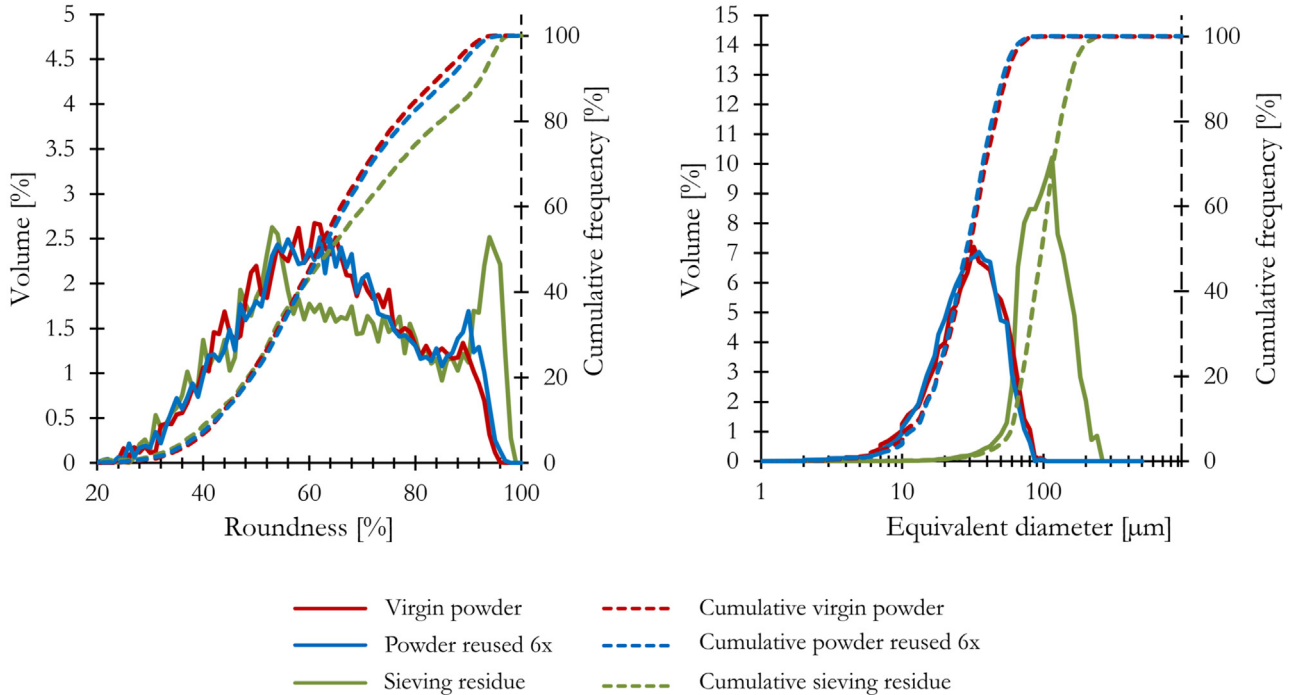 5
4.5
4
3.5
3
2.5
2
1.5
1
0.5
0
Volume [%]
100
80
60
40
20
0
Cumulative frequency [%]
20 40 60 80 100
Roundness [%]
15
14
13
12
11
10
9
8
7
6
5
4
3
2
1
0
Volume [%]
100
80
60
40
20
0
Cumulative frequency [%]
1 10 100
Equivalent diameter [μm]
Virgin powder
Cumulative virgin powder
Powder reused 6x
Cumulative powder reused 6x
Sieving residue
Cumulative sieving residue